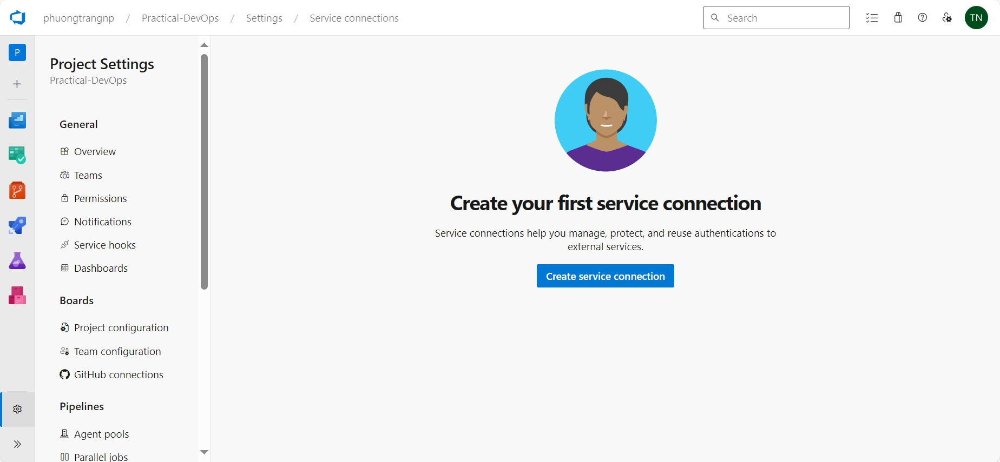 phuongtrangnp / Practical-DevOps / Settings / Service connections
Search
TN
P
Project Settings
Practical-DevOps
General
Overview
Teams
Permissions
Notifications
Service hooks
Dashboards
Boards
Project configuration
Team configuration
GitHub connections
Pipelines
Agent pools
Parallel jobs
Create your first service connection
Service connections help you manage, protect, and reuse authentications to
external services.
Create service connection